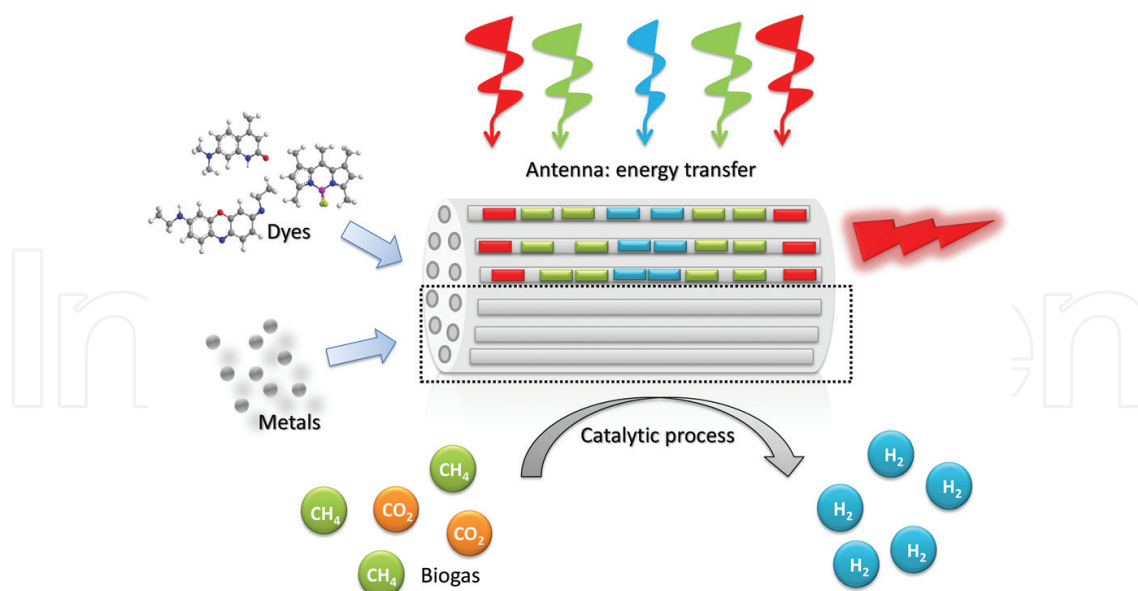 Antenna: energy transfer
Dyes
Metals
Catalytic process
CH₄
CH₄
CO₂
CO₂
CH₄
Biogas
H₂
H₂
H₂
H₂
H₂